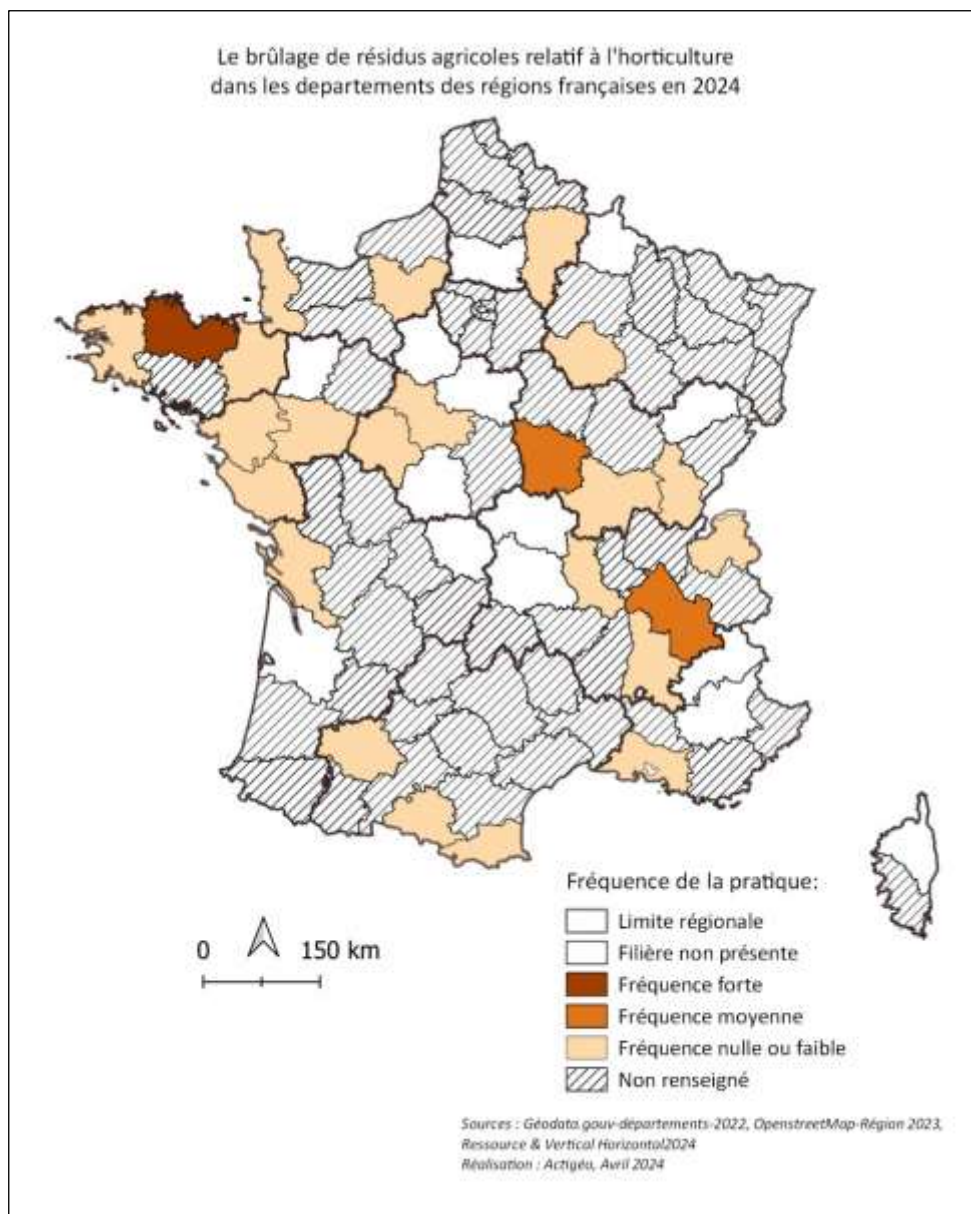 Le brûlage de résidus agricoles relatif à l'horticulture
dans les departements des régions françaises en 2024
Fréquence de la pratique:
Limite régionale
Filière non présente
Fréquence forte
Fréquence moyenne
Fréquence nulle ou faible
Non renseigné
0 150 km
Sources : Géodata.gouv-départements-2022, OpenstreetMap-Région 2023,
Ressource & Vertical Horizontal2024
Réalisation : Actigéo, Avril 2024